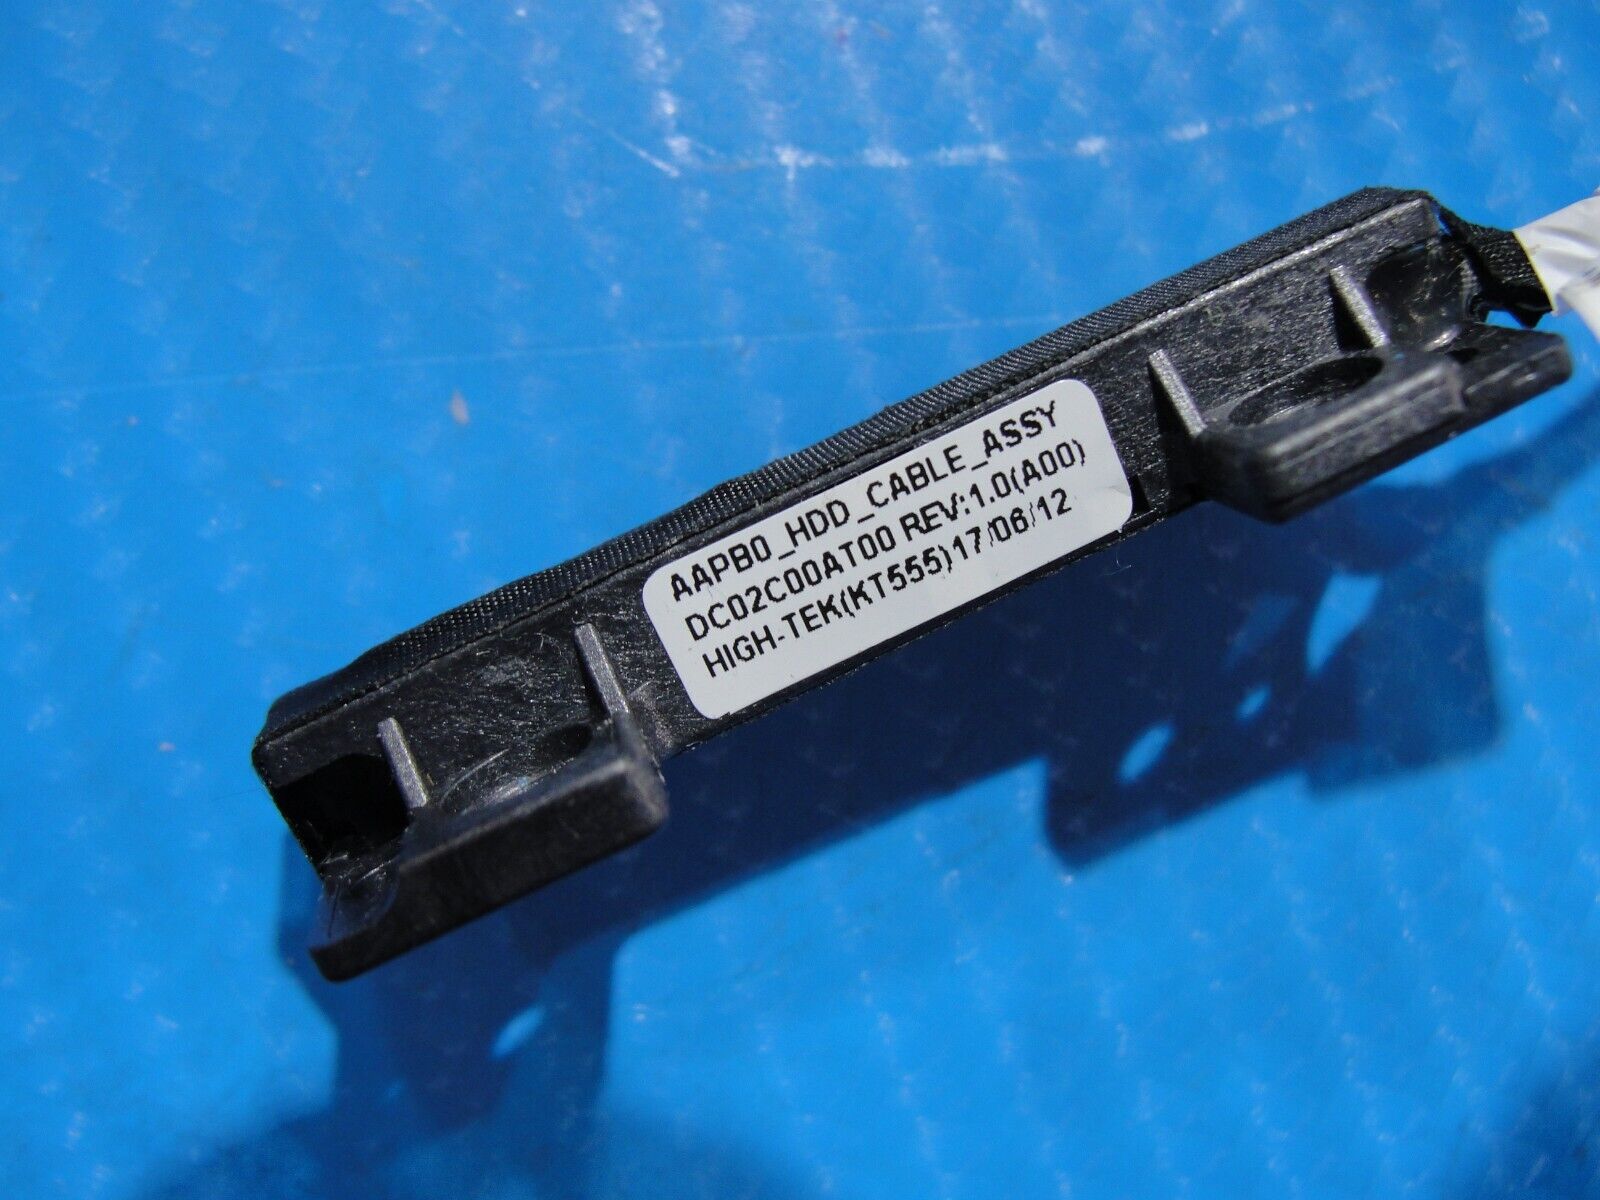 AAPB0_HDD_CABLE_ASSY
DC02C00AT00 REV:1.0(A00)
HIGH-TEK(KT555)17/06/12